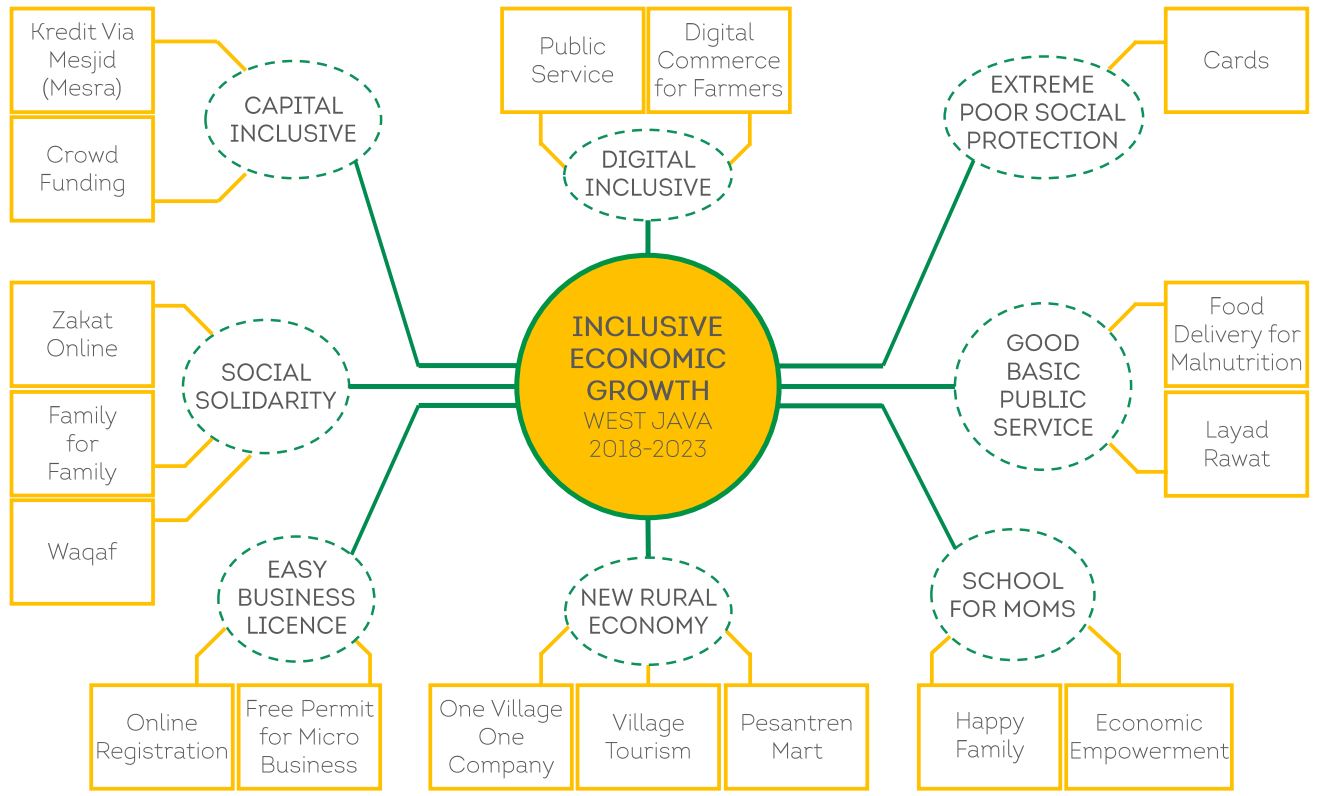 Kredit Via
Mesjid
(Mesra)
Crowd
Funding
CAPITAL
INCLUSIVE
Public
Service
Digital
Commerce
for Farmers
DIGITAL
INCLUSIVE
Cards
EXTREME
POOR SOCIAL
PROTECTION
Zakat
Online
Family
for
Family
Waqaf
SOCIAL
SOLIDARITY
INCLUSIVE
ECONOMIC
GROWTH
WEST JAVA
2018-2023
GOOD
BASIC
PUBLIC
SERVICE
Food
Delivery for
Malnutrition
Layad
Rawat
EASY
BUSINESS
LICENCE
Online
Registration
Free Permit
for Micro
Business
NEW RURAL
ECONOMY
One Village
One
Company
Village
Tourism
Pesantren
Mart
SCHOOL
FOR MOMS
Happy
Family
Economic
Empowerment